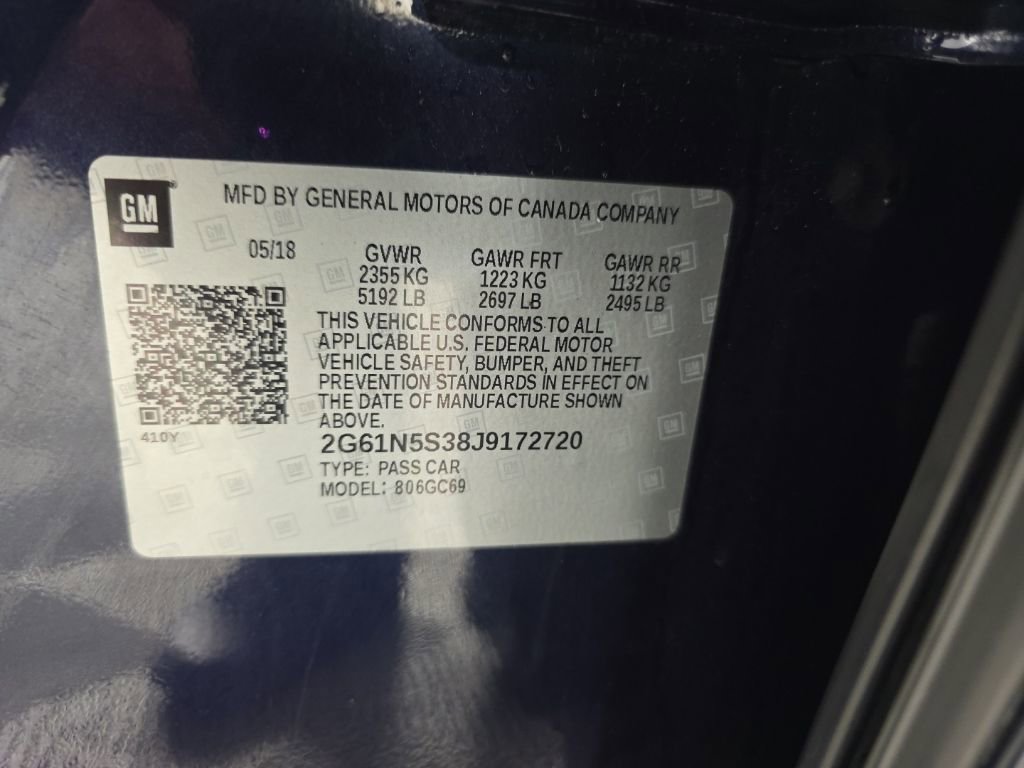 GM
MFD BY GENERAL MOTORS OF CANADA COMPANY
05/18 GVWR GAWR FRT GAWR RR
2355 KG 1223 KG 1132 KG
5192 LB 2697 LB 2495 LB
THIS VEHICLE CONFORMS TO ALL
APPLICABLE U.S. FEDERAL MOTOR
VEHICLE SAFETY, BUMPER, AND THEFT
PREVENTION STANDARDS IN EFFECT ON
THE DATE OF MANUFACTURE SHOWN
ABOVE.
410Y
2G61N5S38J9172720
TYPE: PASS CAR
MODEL: 806GC69